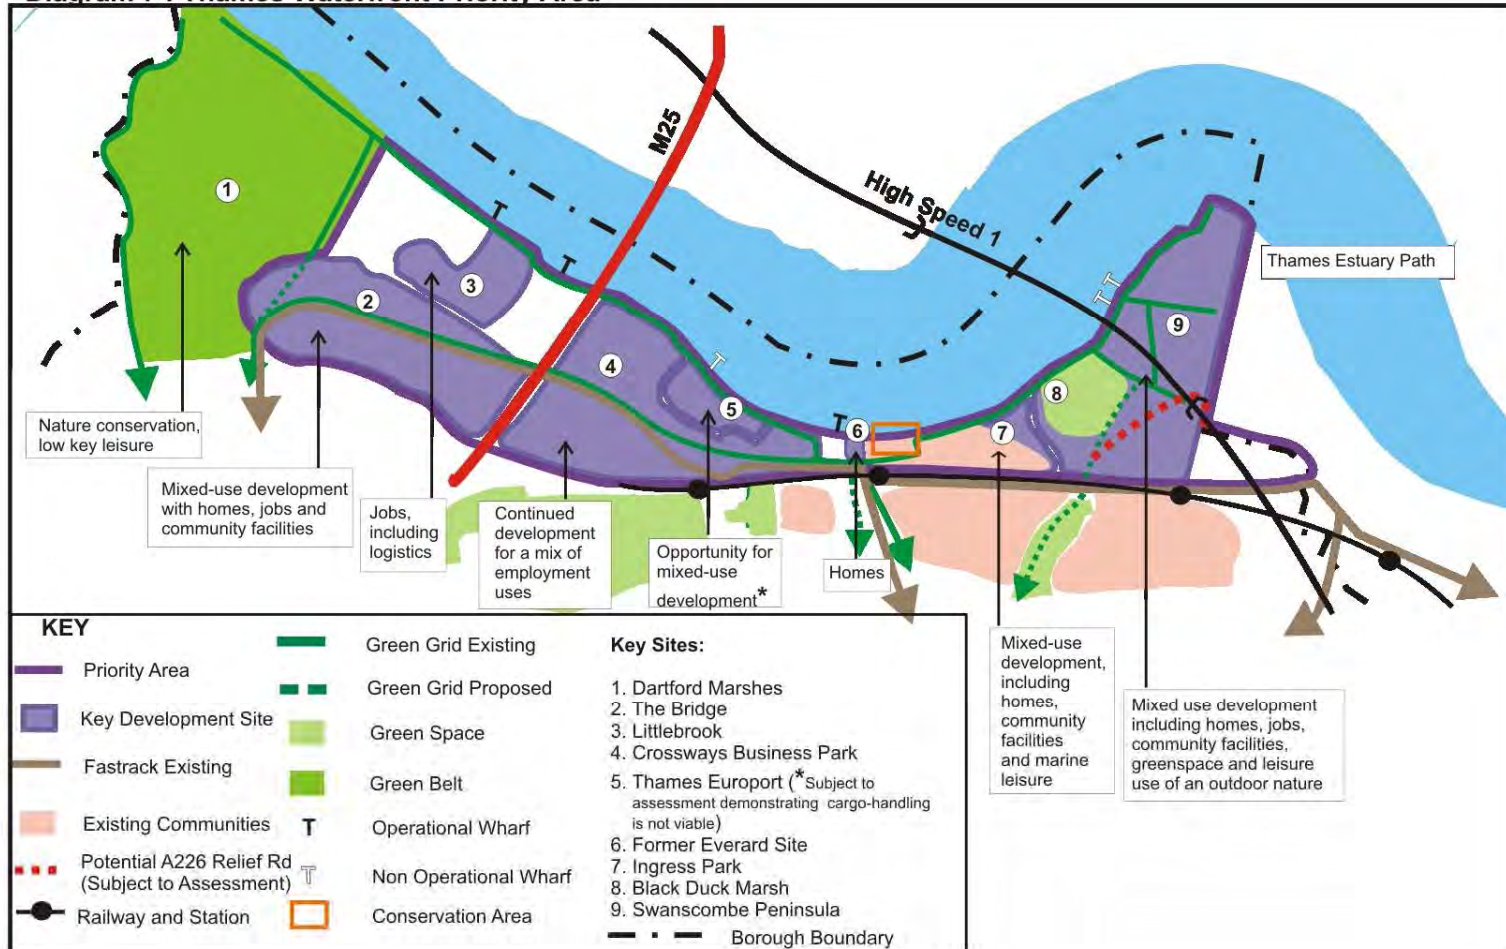 Diagram 7 Thames Waterfront Priority Area
M25
High Speed 1
Thames Estuary Path
1
2
3
4
5
6
7
8
9
T
T
T
T
T
T
Nature conservation,
low key leisure
Mixed-use development
with homes, jobs and
community facilities
Jobs,
including
logistics
Continued
development
for a mix of
employment
uses
Opportunity for
mixed-use
development*
Homes
Mixed-use
development,
including
homes,
community
facilities
and marine
leisure
Mixed use development
including homes, jobs,
community facilities,
greenspace and leisure
use of an outdoor nature
KEY
Priority Area
Key Development Site
Fastrack Existing
Existing Communities
Potential A226 Relief Rd
(Subject to Assessment)
Railway and Station
Green Grid Existing
Green Grid Proposed
Green Space
Green Belt
T Operational Wharf
T Non Operational Wharf
Conservation Area
Key Sites:
1. Dartford Marshes
2. The Bridge
3. Littlebrook
4. Crossways Business Park
5. Thames Europort (*Subject to
assessment demonstrating cargo-handling
is not viable)
6. Former Everard Site
7. Ingress Park
8. Black Duck Marsh
9. Swanscombe Peninsula
Borough Boundary